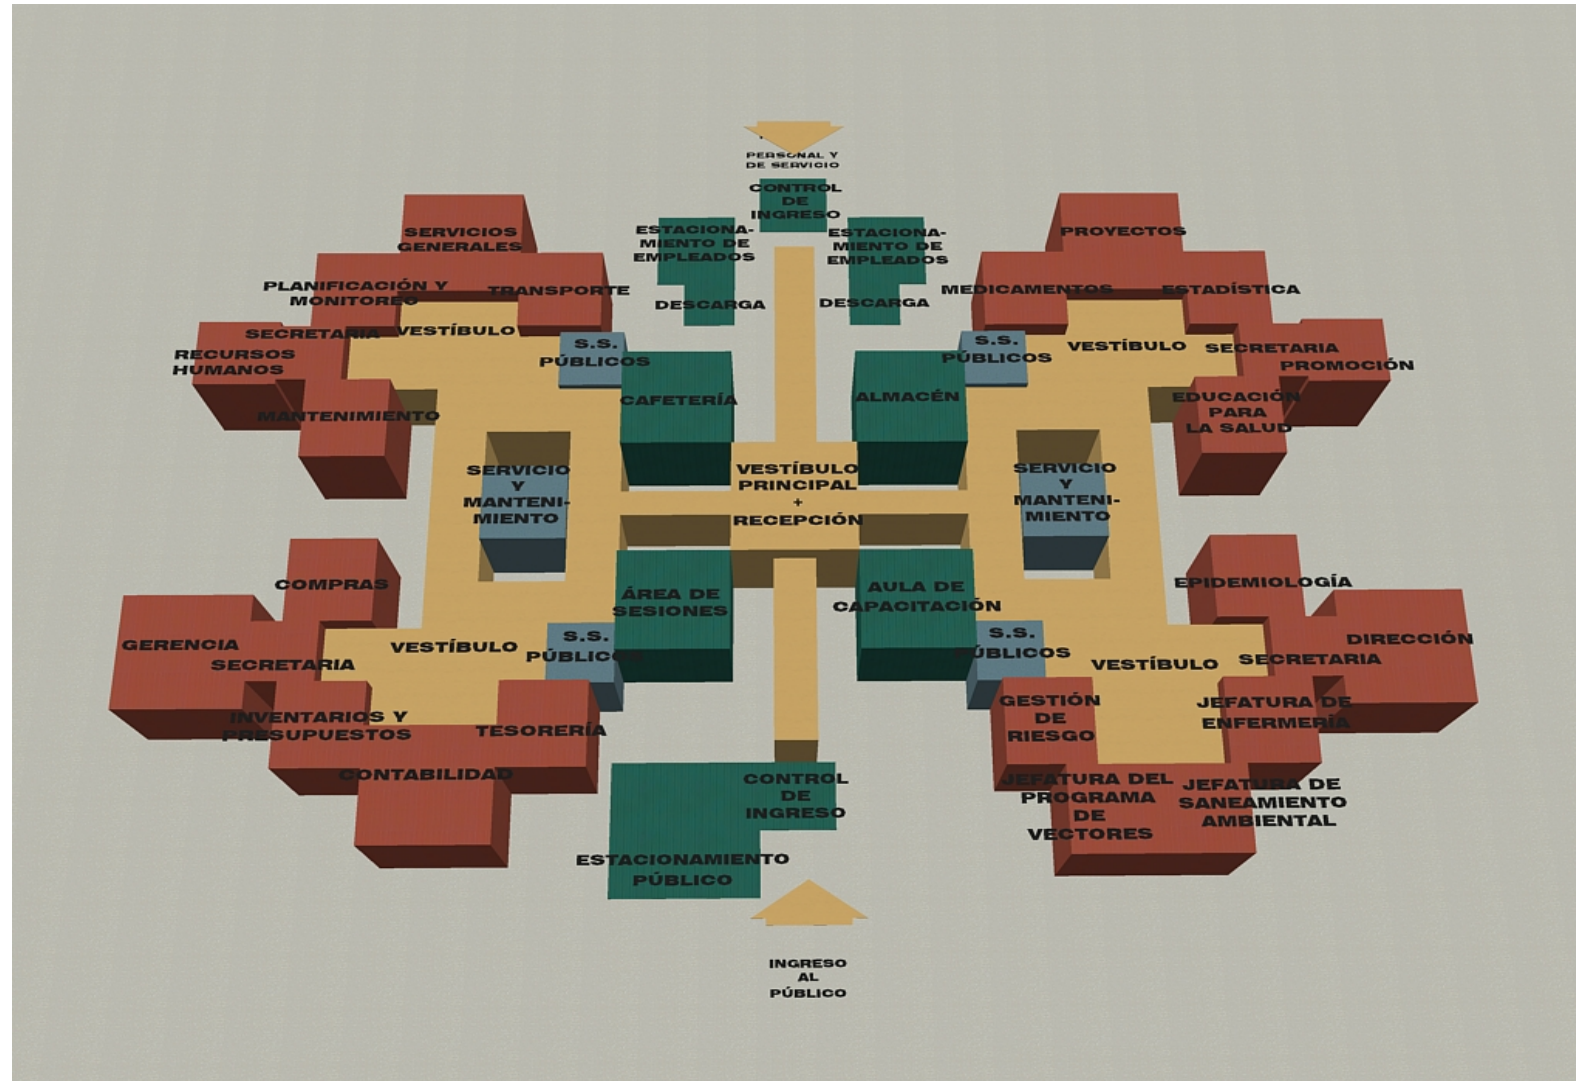 PERSONAL Y
DE SERVICIO
CONTROL
DE
INGRESO
ESTACIONA-
MIENTO DE
EMPLEADOS
DESCARGA
ESTACIONA-
MIENTO DE
EMPLEADOS
DESCARGA
SERVICIOS
GENERALES
PLANIFICACIÓN Y
MONITOREO
TRANSPORTE
SECRETARIA
VESTÍBULO
RECURSOS
HUMANOS
MANTENIMIENTO
S.S.
PÚBLICOS
CAFETERÍA
PROYECTOS
MEDICAMENTOS
ESTADÍSTICA
S.S.
PÚBLICOS
VESTÍBULO
SECRETARIA
PROMOCIÓN
ALMACÉN
EDUCACIÓN
PARA
LA SALUD
SERVICIO
Y
MANTENI-
MIENTO
VESTÍBULO
PRINCIPAL
+
RECEPCIÓN
SERVICIO
Y
MANTENI-
MIENTO
COMPRAS
GERENCIA
SECRETARIA
VESTÍBULO
S.S.
PÚBLICOS
ÁREA DE
SESIONES
INVENTARIOS Y
PRESUPUESTOS
TESORERÍA
CONTABILIDAD
AULA DE
CAPACITACIÓN
S.S.
PÚBLICOS
EPIDEMIOLOGÍA
DIRECCIÓN
VESTÍBULO
SECRETARIA
GESTIÓN
DE
RIESGO
JEFATURA DE
ENFERMERÍA
JEFATURA DEL
PROGRAMA
DE
VECTORES
JEFATURA DE
SANEAMIENTO
AMBIENTAL
CONTROL
DE
INGRESO
ESTACIONAMIENTO
PÚBLICO
INGRESO
AL
PÚBLICO